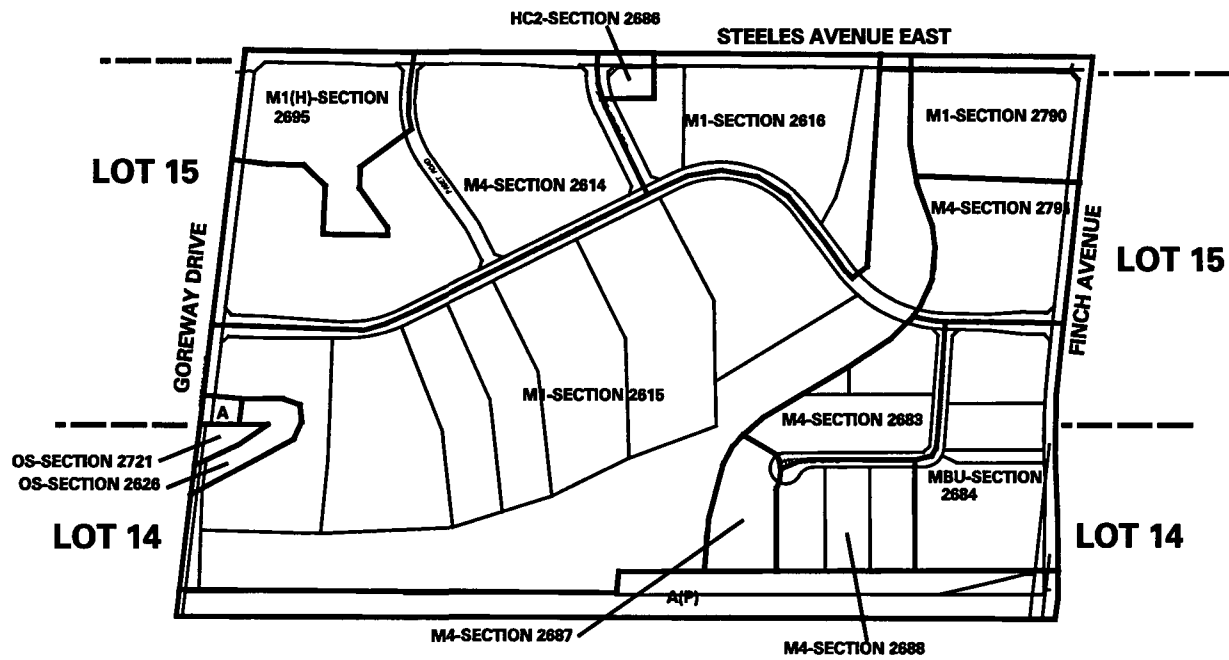 HC2-SECTION 2686
STEELES AVENUE EAST
M1(H)-SECTION
2695
M1-SECTION 2616
M1-SECTION 2790
LOT 15
M4-SECTION 2614
M4-SECTION 279
GOREWAY DRIVE
FINCH AVENUE
LOT 15
M1-SECTION 2615
A
M4-SECTION 2683
OS-SECTION 2721
OS-SECTION 2626
MBU-SECTION
2684
LOT 14
LOT 14
A(P)
M4-SECTION 2687
M4-SECTION 2688